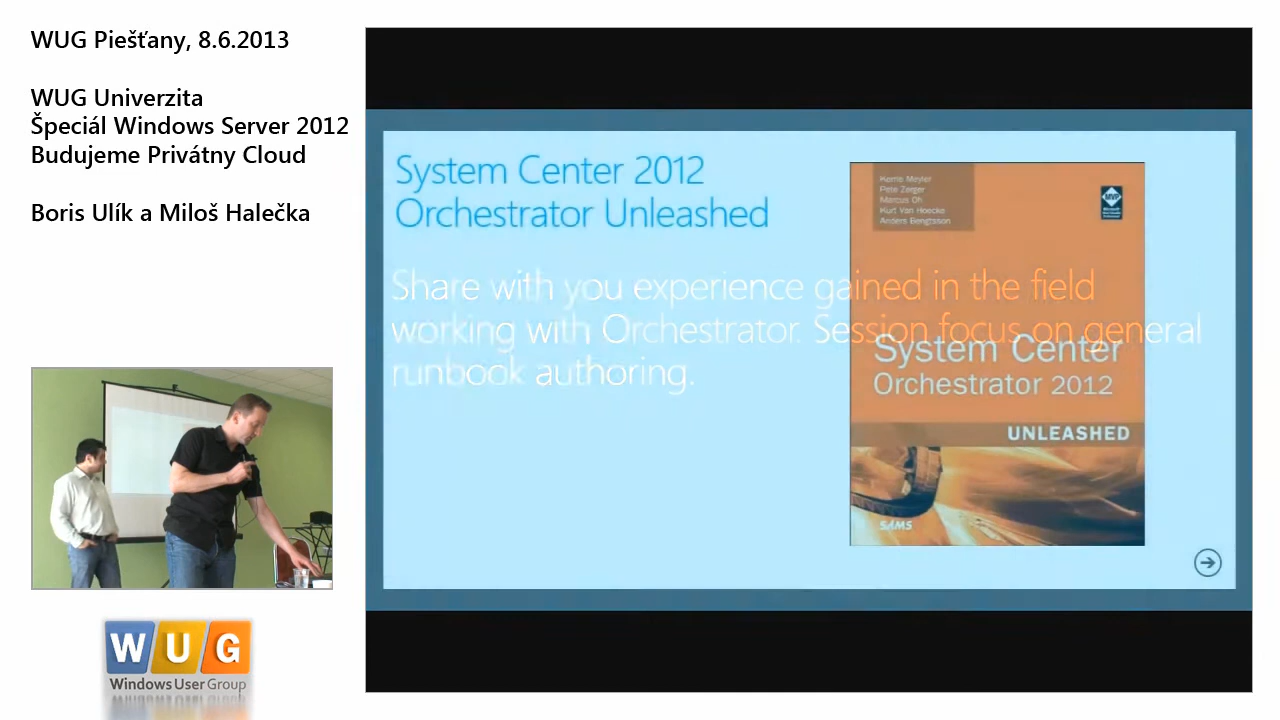 WUG Piešťany, 8.6.2013
WUG Univerzita
Špeciál Windows Server 2012
Budujeme Privátny Cloud
Boris Ulík a Miloš Halečka
System Center 2012
Orchestrator Unleashed
Share with you experience gained in the field
working with Orchestrator. Session focus on general
runbook authoring.
Kerrie Meyler
Pete Zerger
Marcus Oh
Kurt Van Hoecke
Anders Bengtsson
MVP
System Center
Orchestrator 2012
UNLEASHED
SAMS
WUG
Windows User Group